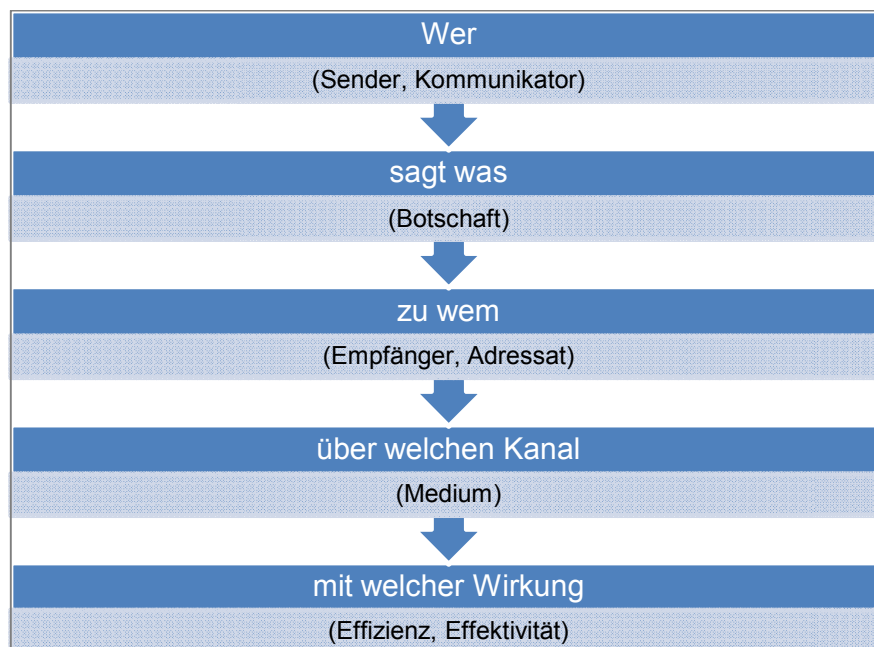 Wer
(Sender, Kommunikator)
sagt was
(Botschaft)
zu wem
(Empfänger, Adressat)
über welchen Kanal
(Medium)
mit welcher Wirkung
(Effizienz, Effektivität)